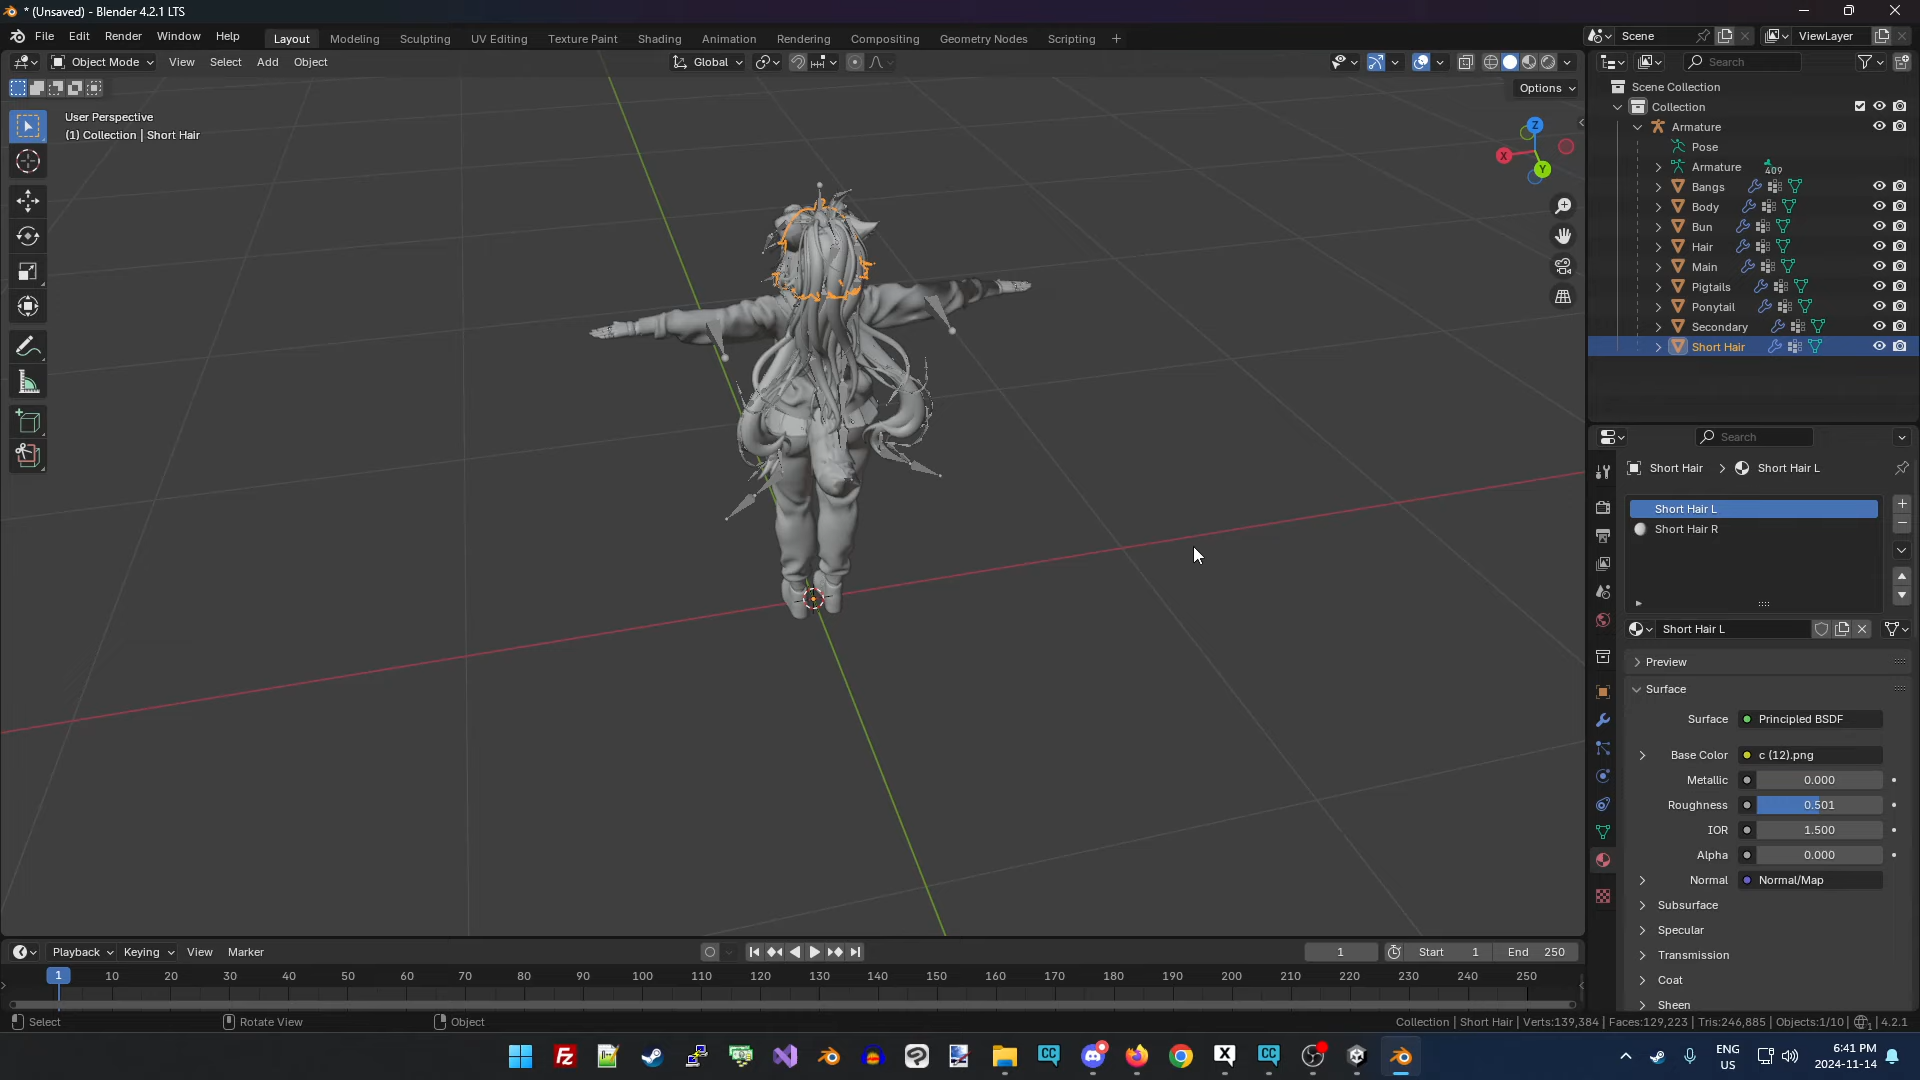 * (Unsaved) - Blender 4.2.1 LTS
File Edit Render Window Help Layout Modeling Sculpting UV Editing Texture Paint Shading Animation Rendering Compositing Geometry Nodes Scripting + Scene ViewLayer
Object Mode View Select Add Object Global Search
Options
User Perspective
(1) Collection | Short Hair
Z
X
Y
Scene Collection
Collection
Armature
Pose
Armature 409
Bangs
Body
Bun
Hair
Main
Pigtails
Ponytail
Secondary
Short Hair
Search
Short Hair > Short Hair L
Short Hair L
Short Hair R
Short Hair L
Preview
Surface
Surface Principled BSDF
Base Color c (12).png
Metallic 0.000
Roughness 0.501
IOR 1.500
Alpha 0.000
Normal Normal/Map
Subsurface
Specular
Transmission
Coat
Sheen
Playback Keying View Marker 1 Start 1 End 250
1 10 20 30 40 50 60 70 80 90 100 110 120 130 140 150 160 170 180 190 200 210 220 230 240 250
Select Rotate View Object Collection | Short Hair | Verts:139,384 | Faces:129,223 | Tris:246,885 | Objects:1/10 | 4.2.1
CC CC ENG US 6:41 PM 2024-11-14